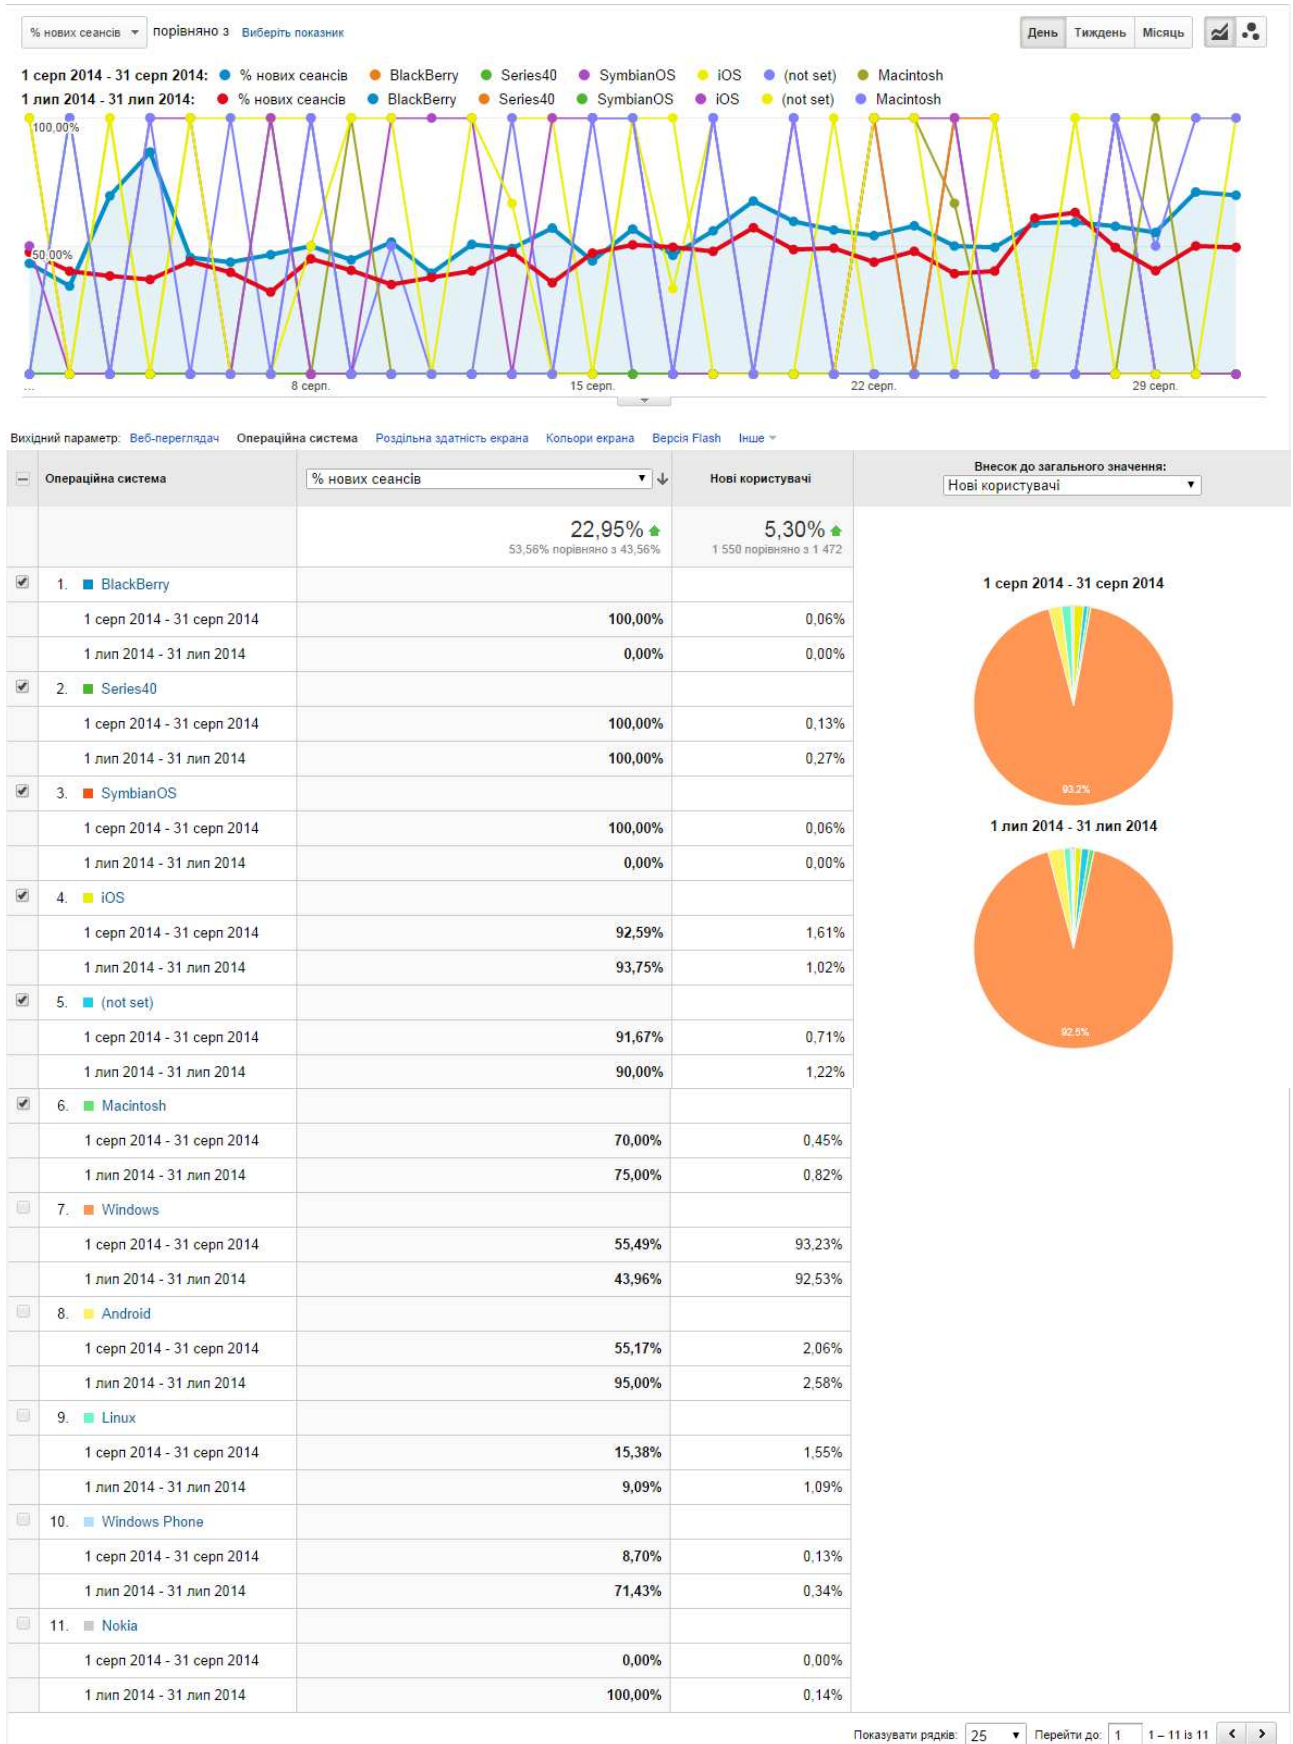 % нових сеансів порівняно з Виберіть показник День Тиждень Місяць
1 серп 2014 - 31 серп 2014: % нових сеансів BlackBerry Series40 SymbianOS iOS (not set) Macintosh
1 лип 2014 - 31 лип 2014: % нових сеансів BlackBerry Series40 SymbianOS iOS (not set) Macintosh
100,00%
50,00%
... 8 серп. 15 серп. 22 серп. 29 серп.
Вихідний параметр: Веб-переглядач Операційна система Роздільна здатність екрана Кольори екрана Версія Flash Інше
Операційна система % нових сеансів Нові користувачі Внесок до загального значення:
Нові користувачі
22,95% 5,30%
53,56% порівняно з 43,56% 1 550 порівняно з 1 472
1. BlackBerry
1 серп 2014 - 31 серп 2014 100,00% 0,06%
1 лип 2014 - 31 лип 2014 0,00% 0,00%
2. Series40
1 серп 2014 - 31 серп 2014 100,00% 0,13%
1 лип 2014 - 31 лип 2014 100,00% 0,27%
3. SymbianOS
1 серп 2014 - 31 серп 2014 100,00% 0,06%
1 лип 2014 - 31 лип 2014 0,00% 0,00%
4. iOS
1 серп 2014 - 31 серп 2014 92,59% 1,61%
1 лип 2014 - 31 лип 2014 93,75% 1,02%
5. (not set)
1 серп 2014 - 31 серп 2014 91,67% 0,71%
1 лип 2014 - 31 лип 2014 90,00% 1,22%
6. Macintosh
1 серп 2014 - 31 серп 2014 70,00% 0,45%
1 лип 2014 - 31 лип 2014 75,00% 0,82%
7. Windows
1 серп 2014 - 31 серп 2014 55,49% 93,23%
1 лип 2014 - 31 лип 2014 43,96% 92,53%
8. Android
1 серп 2014 - 31 серп 2014 55,17% 2,06%
1 лип 2014 - 31 лип 2014 95,00% 2,58%
9. Linux
1 серп 2014 - 31 серп 2014 15,38% 1,55%
1 лип 2014 - 31 лип 2014 9,09% 1,09%
10. Windows Phone
1 серп 2014 - 31 серп 2014 8,70% 0,13%
1 лип 2014 - 31 лип 2014 71,43% 0,34%
11. Nokia
1 серп 2014 - 31 серп 2014 0,00% 0,00%
1 лип 2014 - 31 лип 2014 100,00% 0,14%
1 серп 2014 - 31 серп 2014
93.2%
1 лип 2014 - 31 лип 2014
92.5%
Показувати рядків: 25 Перейти до: 1 1 – 11 із 11